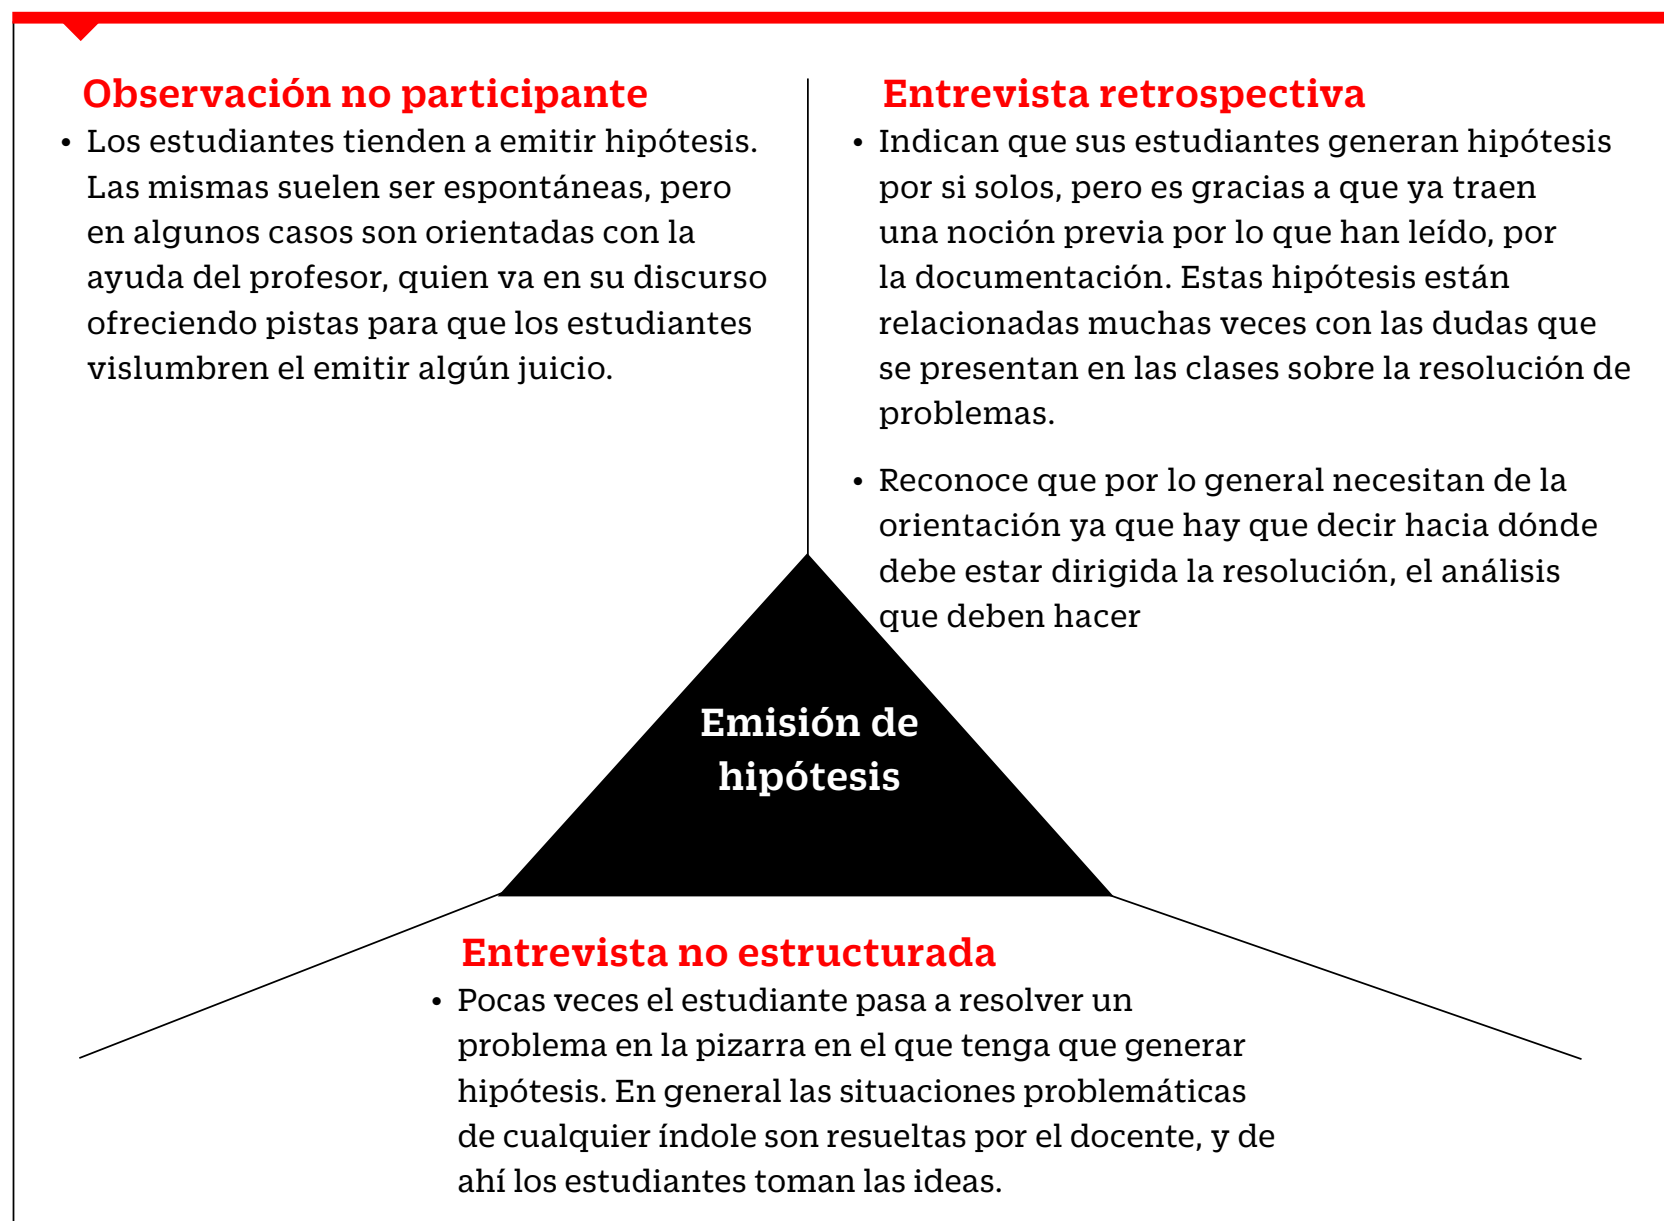 Observación no participante
• Los estudiantes tienden a emitir hipótesis.
Las mismas suelen ser espontáneas, pero
en algunos casos son orientadas con la
ayuda del profesor, quien va en su discurso
ofreciendo pistas para que los estudiantes
vislumbren el emitir algún juicio.
Entrevista retrospectiva
• Indican que sus estudiantes generan hipótesis
por si solos, pero es gracias a que ya traen
una noción previa por lo que han leído, por
la documentación. Estas hipótesis están
relacionadas muchas veces con las dudas que
se presentan en las clases sobre la resolución de
problemas.
• Reconoce que por lo general necesitan de la
orientación ya que hay que decir hacia dónde
debe estar dirigida la resolución, el análisis
que deben hacer
Emisión de
hipótesis
Entrevista no estructurada
• Pocas veces el estudiante pasa a resolver un
problema en la pizarra en el que tenga que generar
hipótesis. En general las situaciones problemáticas
de cualquier índole son resueltas por el docente, y de
ahí los estudiantes toman las ideas.